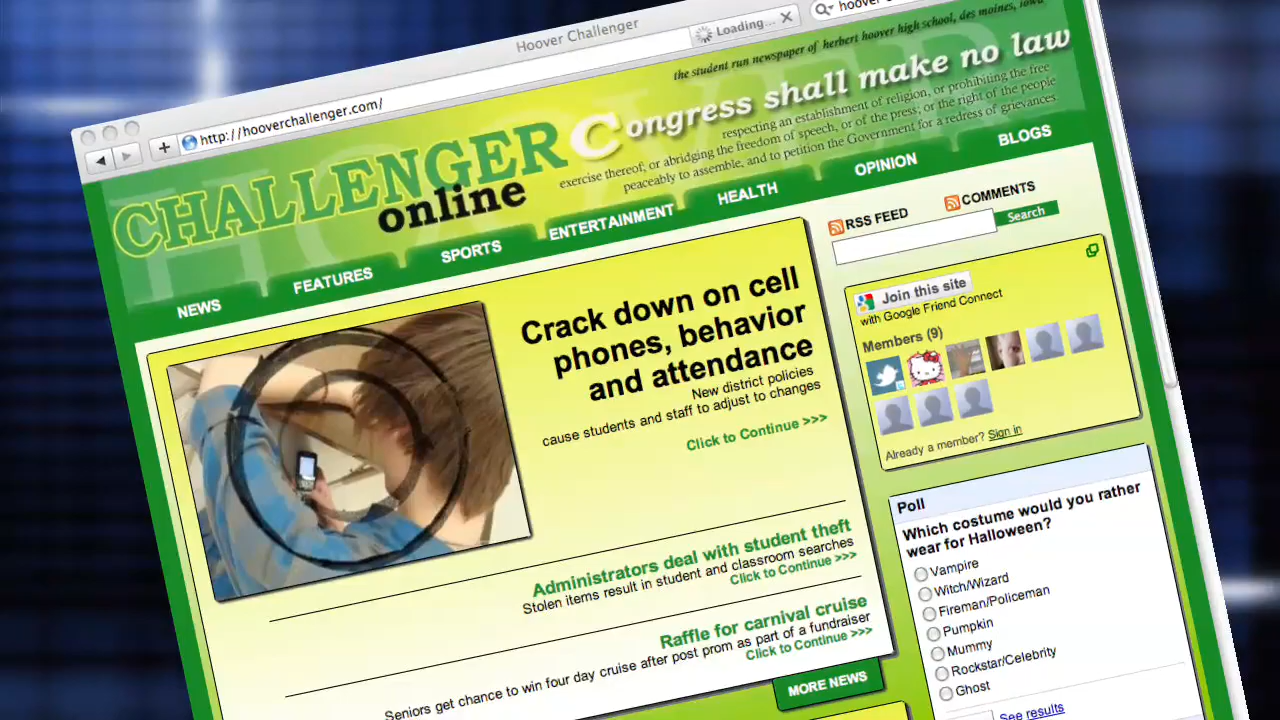 Hoover Challenger
Loading...
http://hooverchallenger.com/
the student run newspaper of herbert hoover high school, des moines, iowa
CHALLENGER
online
Congress shall make no law
respecting an establishment of religion, or prohibiting the free
exercise thereof; or abridging the freedom of speech, or of the press; or the right of the people
peaceably to assemble, and to petition the Government for a redress of grievances.
NEWS
FEATURES
SPORTS
ENTERTAINMENT
HEALTH
OPINION
BLOGS
Crack down on cell
phones, behavior
and attendance
New district policies
cause students and staff to adjust to changes
Click to Continue >>>
Administrators deal with student theft
Stolen items result in student and classroom searches
Click to Continue >>>
Raffle for carnival cruise
Seniors get chance to win four day cruise after post prom as part of a fundraiser
Click to Continue >>>
MORE NEWS
RSS FEED
COMMENTS
Search
Join this site
with Google Friend Connect
Members (9)
Already a member? Sign in
Poll
Which costume would you rather
wear for Halloween?
Vampire
Witch/Wizard
Fireman/Policeman
Pumpkin
Mummy
Rockstar/Celebrity
Ghost
See results